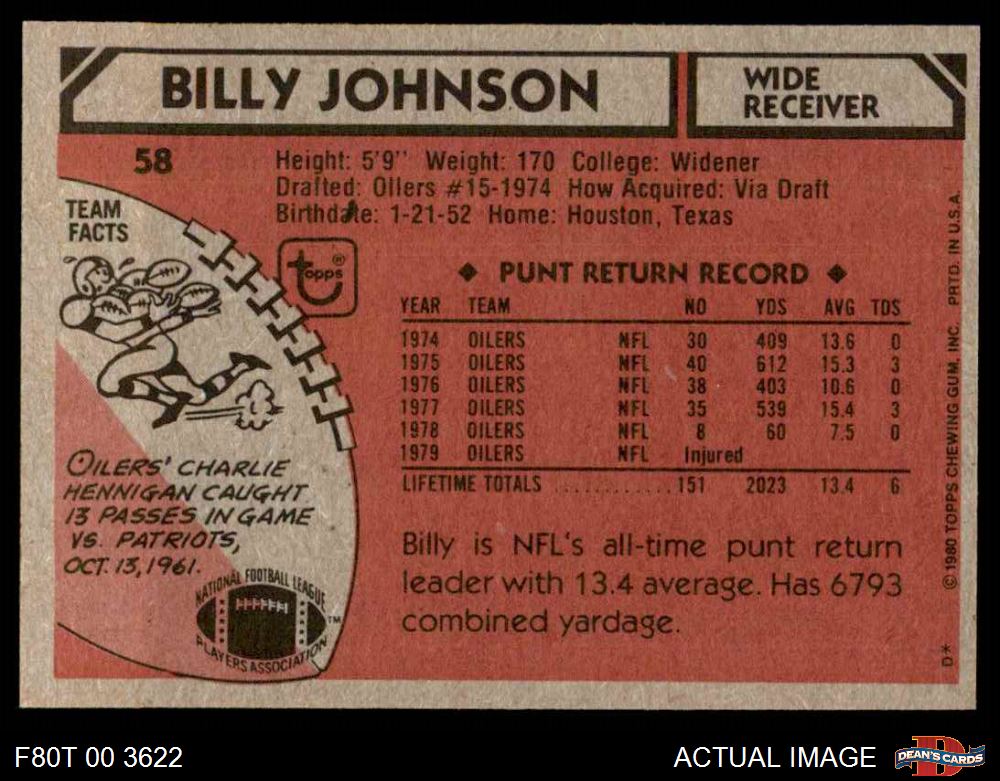 BILLY JOHNSON
WIDE
RECEIVER
58
Height: 5'9" Weight: 170 College: Widener
Drafted: Oilers #15-1974 How Acquired: Via Draft
Birthdate: 1-21-52 Home: Houston, Texas
TEAM
FACTS
topps®
◆ PUNT RETURN RECORD ◆
YEAR TEAM NO YDS AVG TDS
1974 OILERS NFL 30 409 13.6 0
1975 OILERS NFL 40 612 15.3 3
1976 OILERS NFL 38 403 10.6 0
1977 OILERS NFL 35 539 15.4 3
1978 OILERS NFL 8 60 7.5 0
1979 OILERS NFL Injured
LIFETIME TOTALS ............ 151 2023 13.4 6
OILERS' CHARLIE
HENNIGAN CAUGHT
13 PASSES IN GAME
VS. PATRIOTS,
OCT. 13, 1961.
NATIONAL FOOTBALL LEAGUE
PLAYERS ASSOCIATION
TM
Billy is NFL's all-time punt return
leader with 13.4 average. Has 6793
combined yardage.
© 1980 TOPPS CHEWING GUM, INC. PRTD. IN U.S.A.
D*
F80T 00 3622
ACTUAL IMAGE
D
DEAN'S CARDS